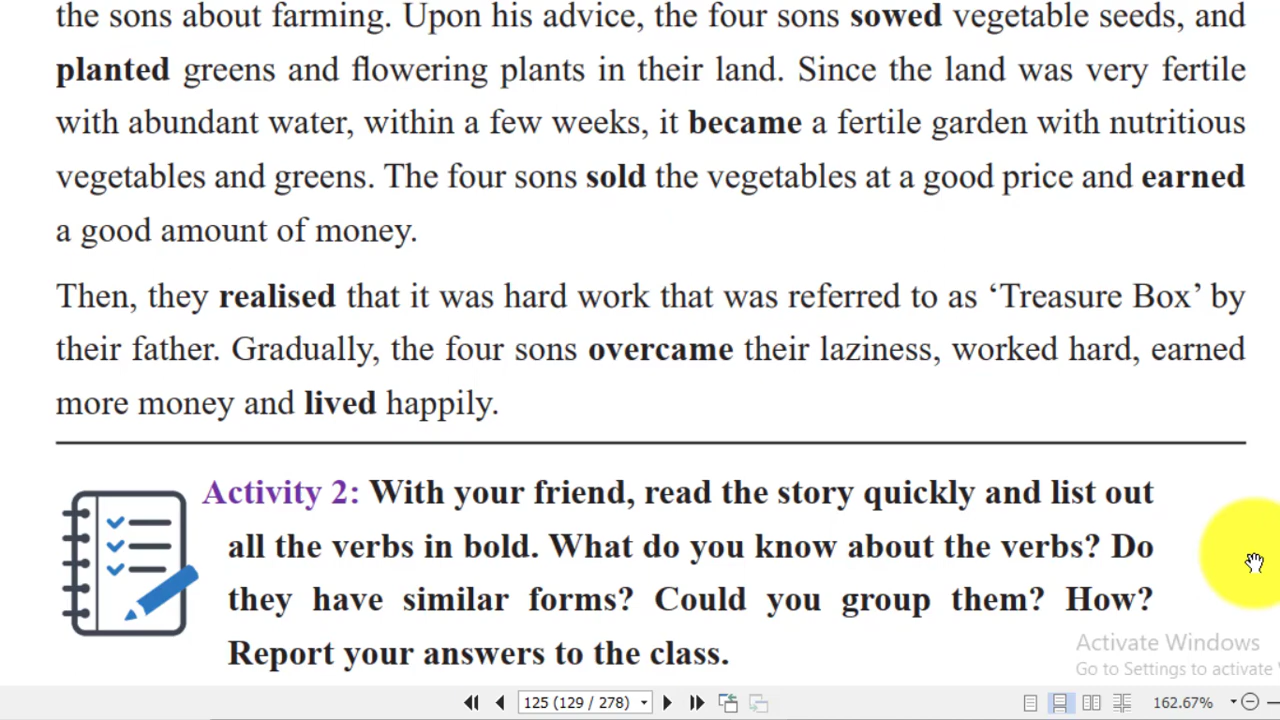 the sons about farming. Upon his advice, the four sons sowed vegetable seeds, and
planted greens and flowering plants in their land. Since the land was very fertile
with abundant water, within a few weeks, it became a fertile garden with nutritious
vegetables and greens. The four sons sold the vegetables at a good price and earned
a good amount of money.
Then, they realised that it was hard work that was referred to as ‘Treasure Box’ by
their father. Gradually, the four sons overcame their laziness, worked hard, earned
more money and lived happily.
Activity 2: With your friend, read the story quickly and list out
all the verbs in bold. What do you know about the verbs? Do
they have similar forms? Could you group them? How?
Report your answers to the class.
Activate Windows
Go to Settings to activate
125 (129 / 278)
162.67%